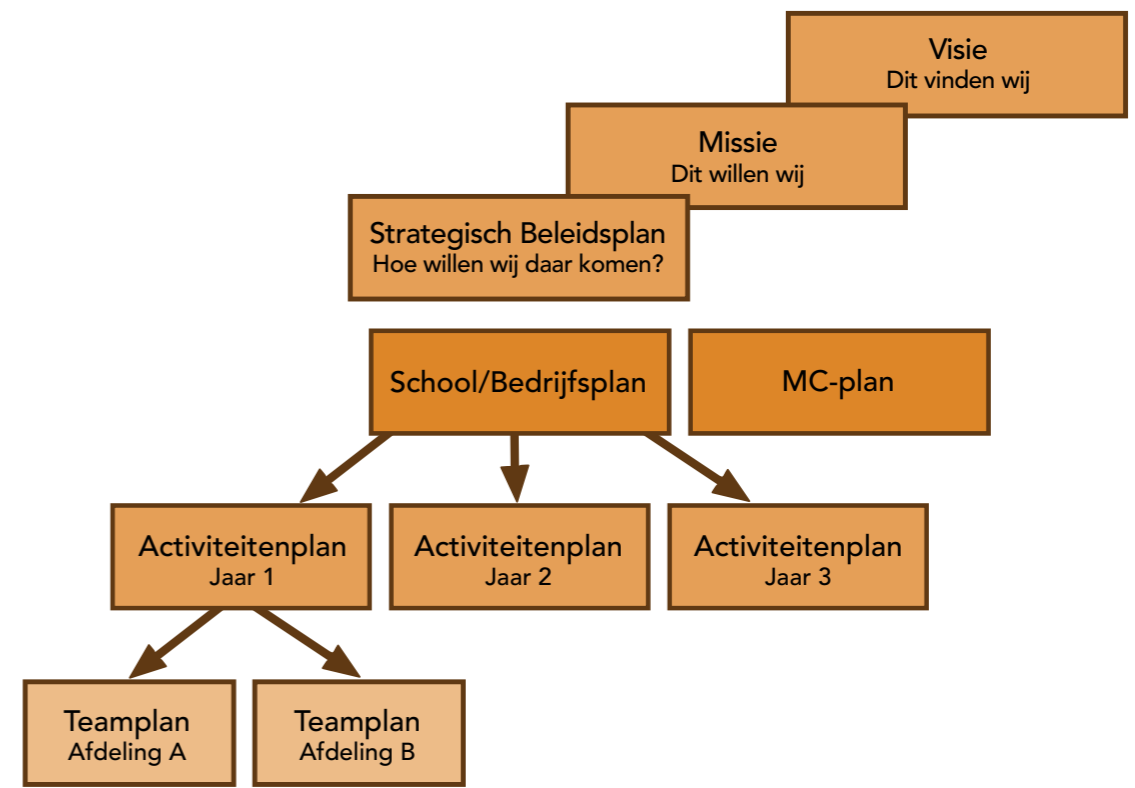 Visie
Dit vinden wij
Missie
Dit willen wij
Strategisch Beleidsplan
Hoe willen wij daar komen?
School/Bedrijfsplan
MC-plan
Activiteitenplan
Jaar 1
Activiteitenplan
Jaar 2
Activiteitenplan
Jaar 3
Teamplan
Afdeling A
Teamplan
Afdeling B